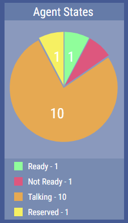 Agent States
1
1
10
Ready - 1
Not Ready - 1
Talking - 10
Reserved - 1